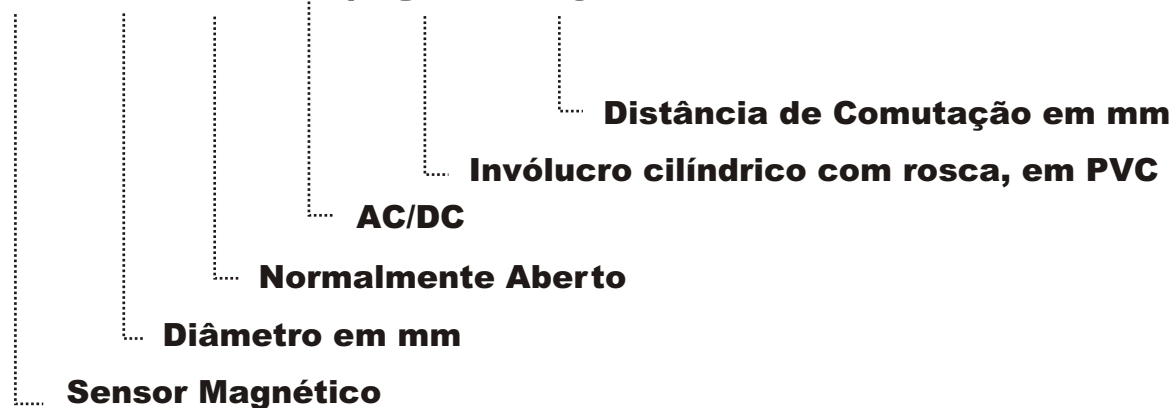 Distância de Comutação em mm
Invólucro cilíndrico com rosca, em PVC
AC/DC
Normalmente Aberto
Diâmetro em mm
Sensor Magnético